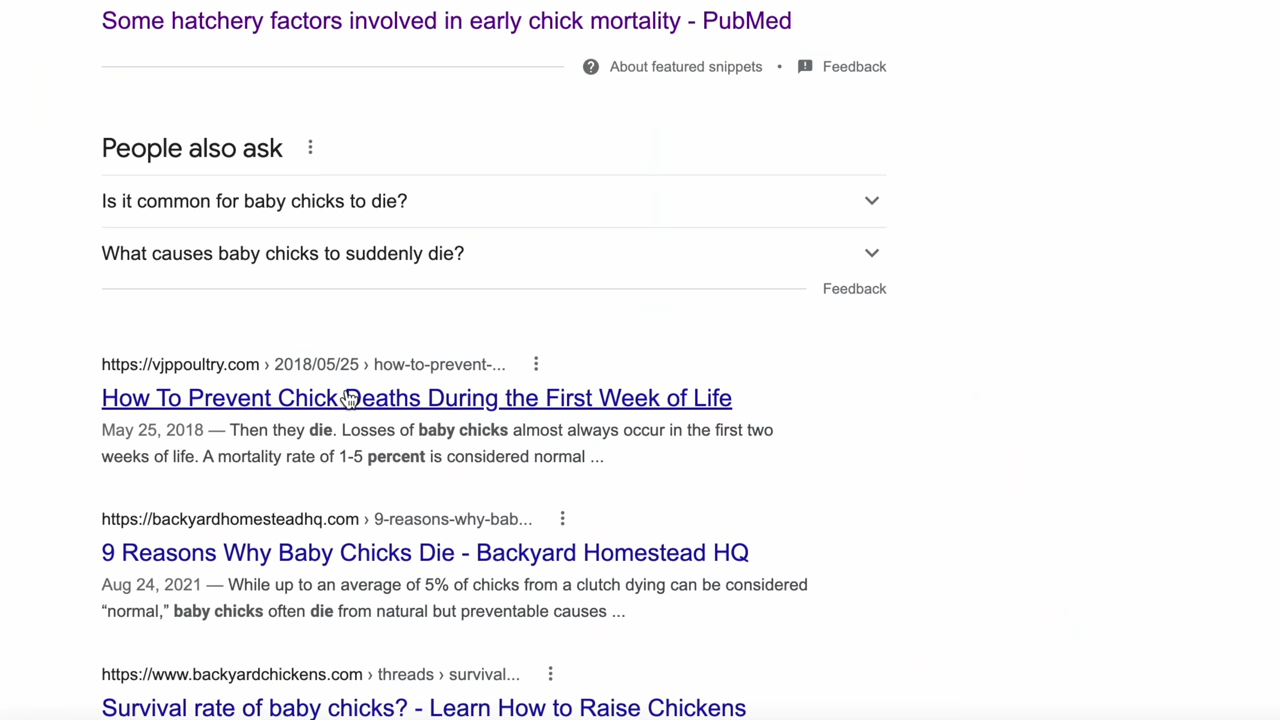 Some hatchery factors involved in early chick mortality - PubMed
About featured snippets • Feedback
People also ask
Is it common for baby chicks to die?
What causes baby chicks to suddenly die?
Feedback
https://vjppoultry.com › 2018/05/25 › how-to-prevent-...
How To Prevent Chick Deaths During the First Week of Life
May 25, 2018 — Then they die. Losses of baby chicks almost always occur in the first two
weeks of life. A mortality rate of 1-5 percent is considered normal ...
https://backyardhomesteadhq.com › 9-reasons-why-bab...
9 Reasons Why Baby Chicks Die - Backyard Homestead HQ
Aug 24, 2021 — While up to an average of 5% of chicks from a clutch dying can be considered
“normal,” baby chicks often die from natural but preventable causes ...
https://www.backyardchickens.com › threads › survival...
Survival rate of baby chicks? - Learn How to Raise Chickens